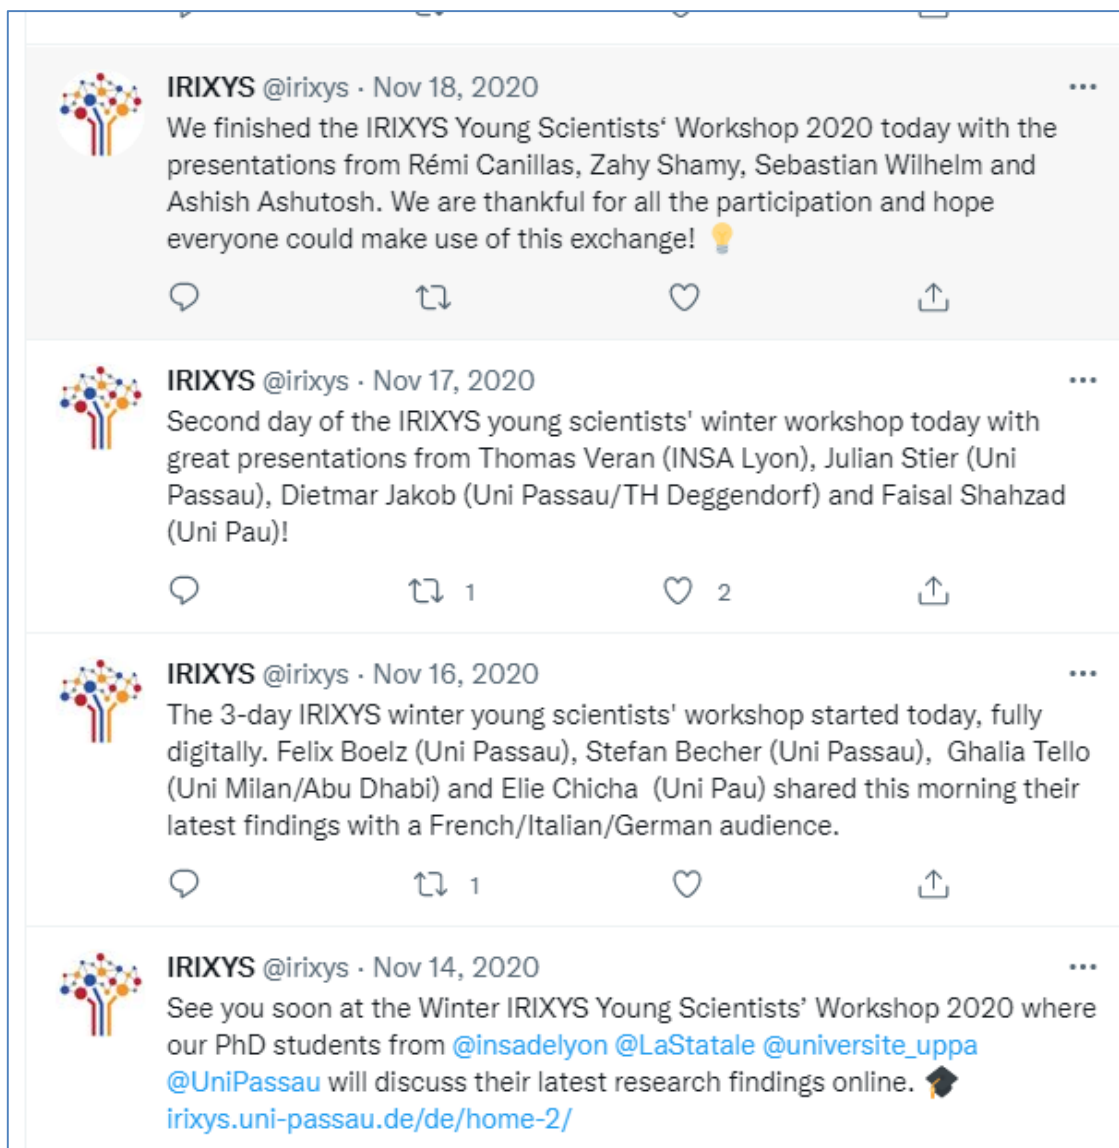 IRIXYS @irixys · Nov 18, 2020
We finished the IRIXYS Young Scientists‘ Workshop 2020 today with the
presentations from Rémi Canillas, Zahy Shamy, Sebastian Wilhelm and
Ashish Ashutosh. We are thankful for all the participation and hope
everyone could make use of this exchange! 💡
IRIXYS @irixys · Nov 17, 2020
Second day of the IRIXYS young scientists' winter workshop today with
great presentations from Thomas Veran (INSA Lyon), Julian Stier (Uni
Passau), Dietmar Jakob (Uni Passau/TH Deggendorf) and Faisal Shahzad
(Uni Pau)!
1 2
IRIXYS @irixys · Nov 16, 2020
The 3-day IRIXYS winter young scientists' workshop started today, fully
digitally. Felix Boelz (Uni Passau), Stefan Becher (Uni Passau),  Ghalia Tello
(Uni Milan/Abu Dhabi) and Elie Chicha  (Uni Pau) shared this morning their
latest findings with a French/Italian/German audience.
1
IRIXYS @irixys · Nov 14, 2020
See you soon at the Winter IRIXYS Young Scientists’ Workshop 2020 where
our PhD students from @insadelyon @LaStatale @universite_uppa
@UniPassau will discuss their latest research findings online. 🎓
irixys.uni-passau.de/de/home-2/